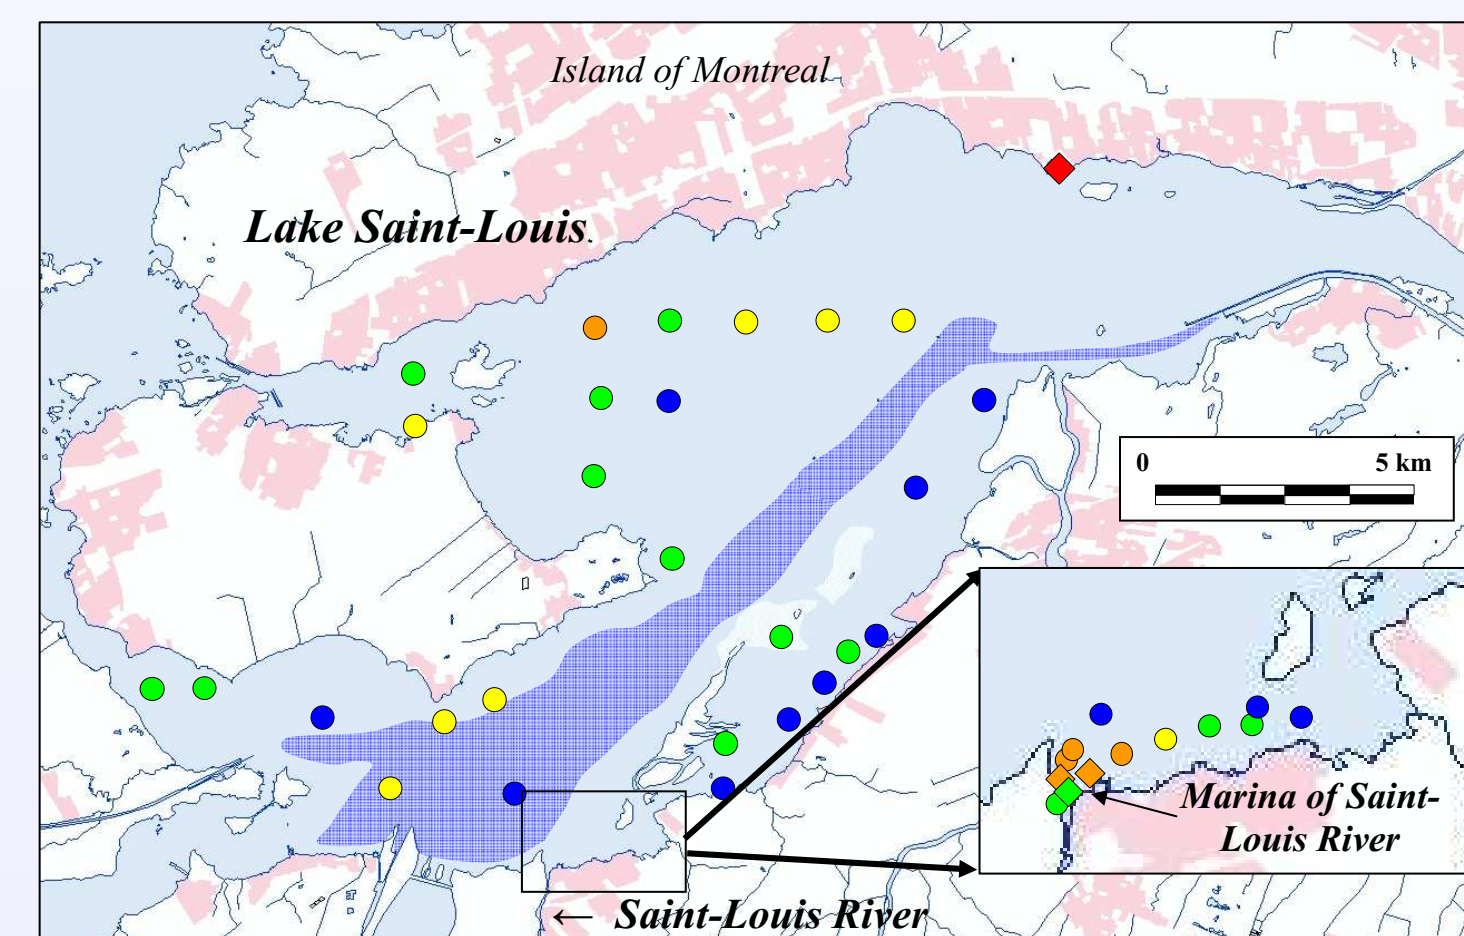 Island of Montreal
Lake Saint-Louis.
0 5 km
Marina of Saint-
Louis River
← Saint-Louis River